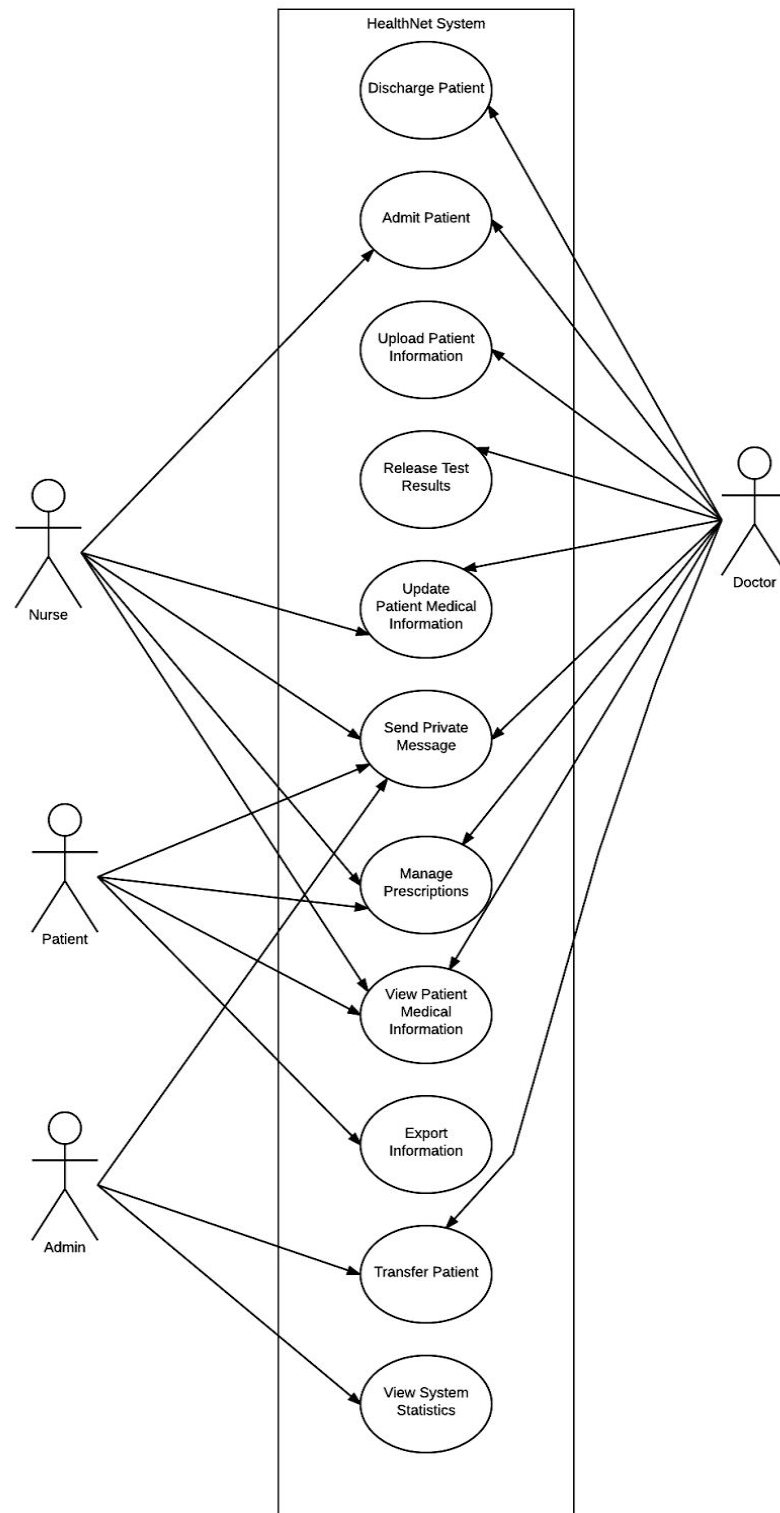 HealthNet System
Discharge Patient
Admit Patient
Upload Patient
Information
Release Test
Results
Nurse
Doctor
Update
Patient Medical
Information
Send Private
Message
Manage
Prescriptions
Patient
View Patient
Medical
Information
Export
Information
Admin
Transfer Patient
View System
Statistics